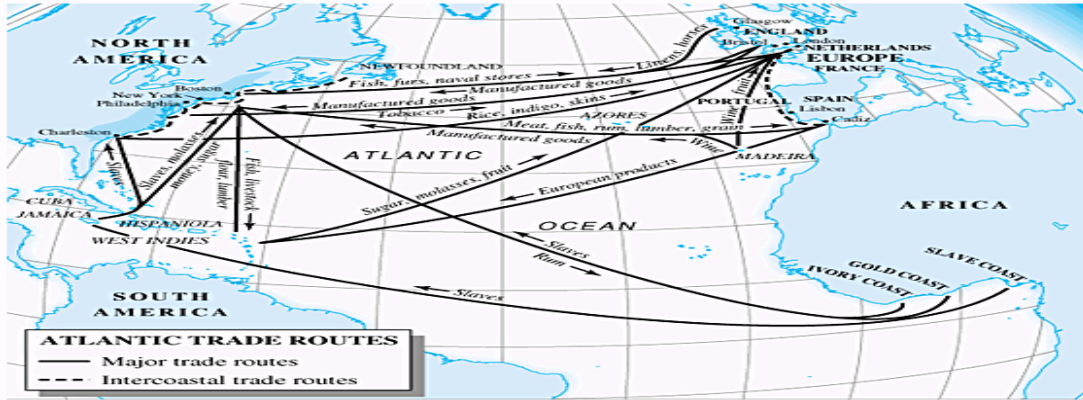 NORTH
AMERICA
NEWFOUNDLAND
Boston
New York
Philadelphia
Charleston
Glasgow
ENGLAND
Bristol
London
NETHERLANDS
EUROPE
FRANCE
PORTUGAL
SPAIN
Lisbon
Cadiz
AZORES
MADEIRA
Linens, horses
Fish, furs, naval stores
Manufactured goods
Manufactured goods
Tobacco
Rice, indigo, skins
Meat, fish, rum, lumber, grain
Manufactured goods
Wine, fruit
Wine
ATLANTIC
OCEAN
Slaves
Slaves, molasses
money, sugar
Fish, livestock
flour, lumber
Sugar, molasses, fruit
European products
CUBA
JAMAICA
HISPANIOLA
WEST INDIES
Slaves
Rum
Slaves
AFRICA
SLAVE COAST
GOLD COAST
IVORY COAST
SOUTH
AMERICA
ATLANTIC TRADE ROUTES
Major trade routes
Intercoastal trade routes